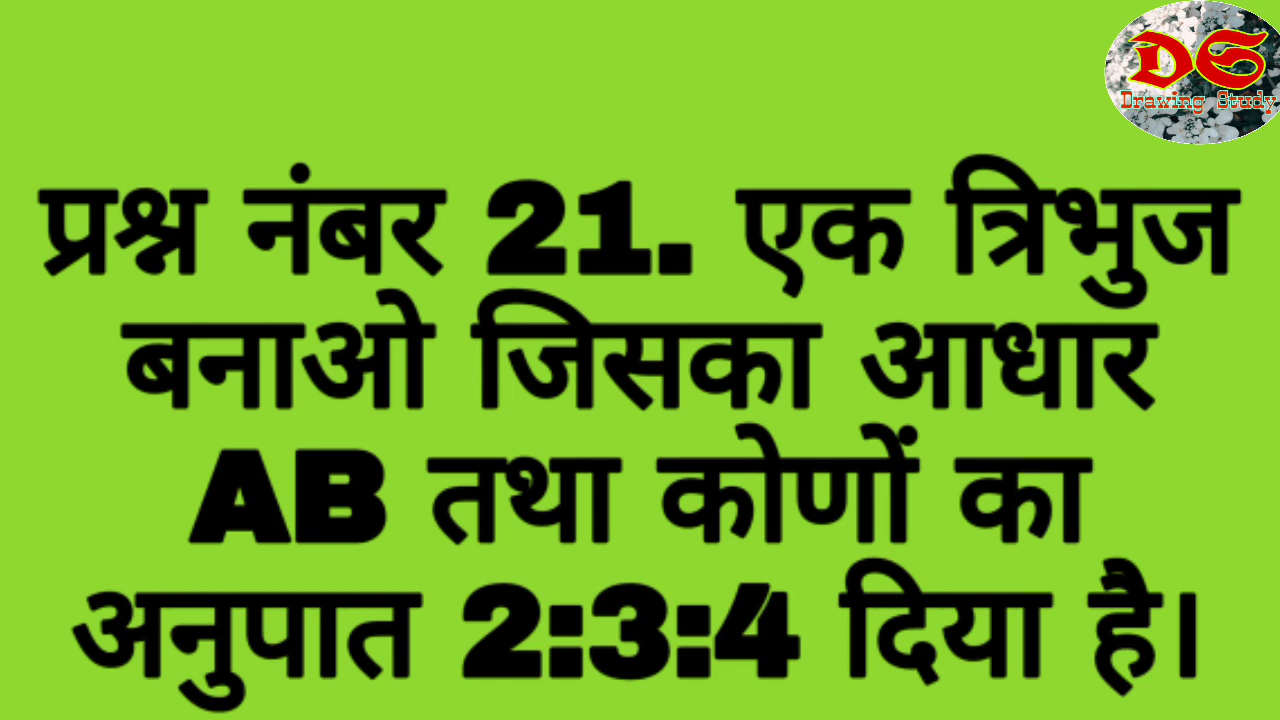 DS
Drawing Study
प्रश्न नंबर 21. एक त्रिभुज
बनाओ जिसका आधार
AB तथा कोणों का
अनुपात 2:3:4 दिया है।